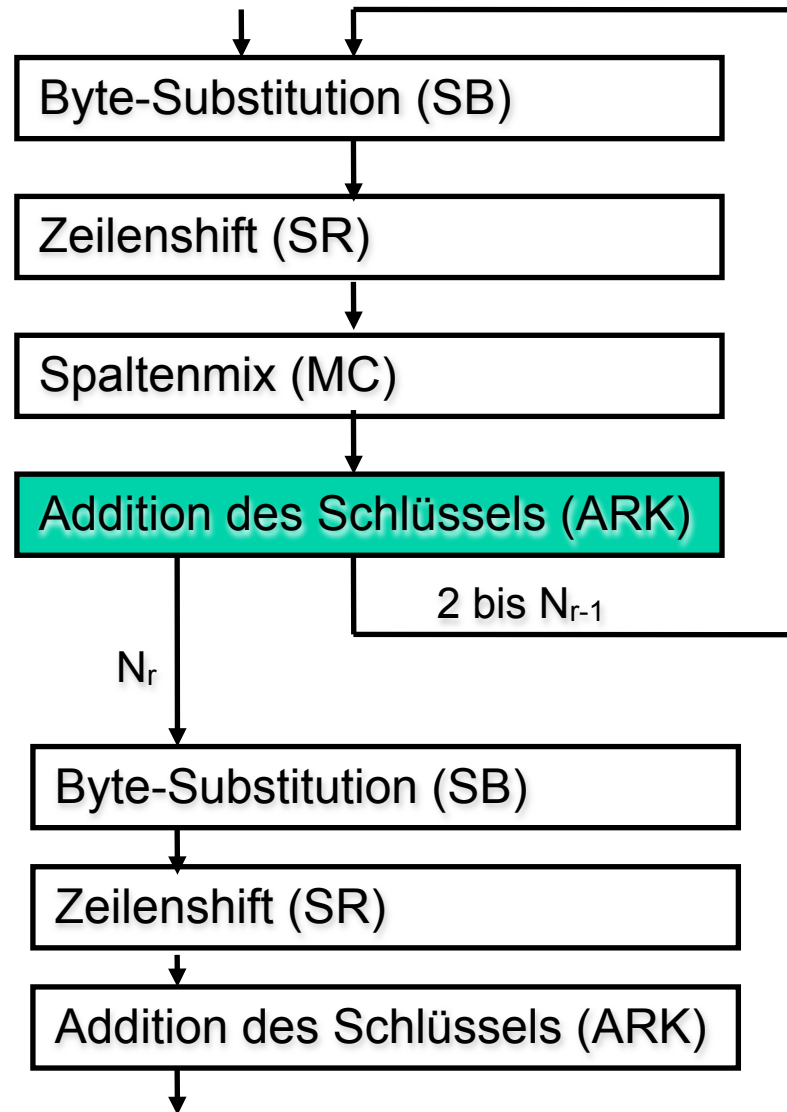 Byte-Substitution (SB)
Zeilenshift (SR)
Spaltenmix (MC)
Addition des Schlüssels (ARK)
2 bis Nr-1
Nr
Byte-Substitution (SB)
Zeilenshift (SR)
Addition des Schlüssels (ARK)